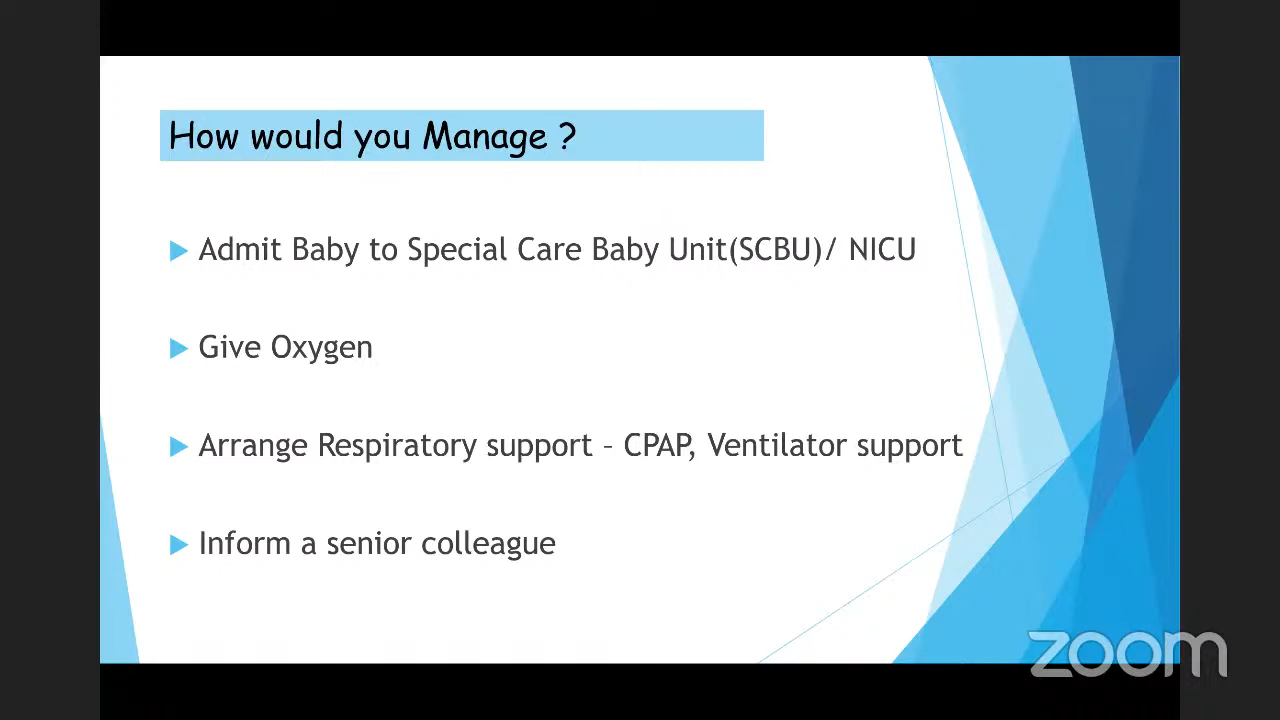 How would you Manage ?
Admit Baby to Special Care Baby Unit(SCBU)/ NICU
Give Oxygen
Arrange Respiratory support – CPAP, Ventilator support
Inform a senior colleague
zoom